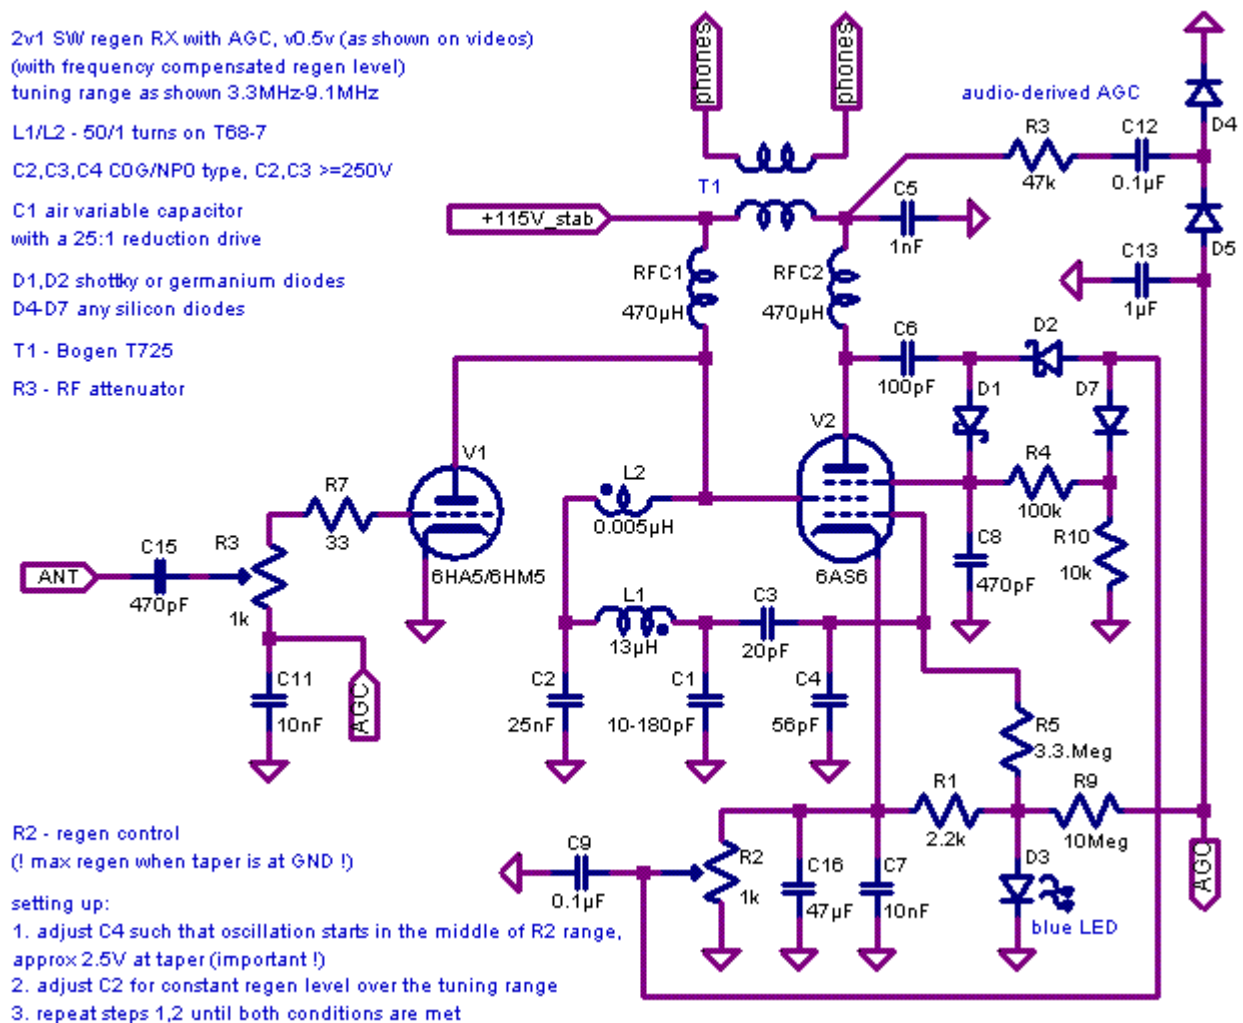 2v1 SW regen RX with AGC, v0.5v (as shown on videos)
(with frequency compensated regen level)
tuning range as shown 3.3MHz-9.1MHz
L1/L2 - 50/1 turns on T68-7
C2,C3,C4 C0G/NP0 type, C2,C3 >=250V
C1 air variable capacitor
with a 25:1 reduction drive
D1,D2 shottky or germanium diodes
D4-D7 any silicon diodes
T1 - Bogen T725
R3 - RF attenuator
phones
phones
audio-derived AGC
D4
R3
47k
C12
0.1µF
T1
+115V_stab
C5
1nF
D5
C13
1µF
RFC1
470µH
RFC2
470µH
C6
100pF
D2
D1
D7
V1
V2
R4
100k
R7
33
L2
0.005µH
C15
R3
ANT
470pF
1k
6HA5/6HM5
6AS6
C8
470pF
R10
10k
L1
13µH
C3
20pF
C11
10nF
AGC
C2
25nF
C1
10-180pF
C4
56pF
R5
3.3.Meg
R1
2.2k
R9
10Meg
R2 - regen control
(! max regen when taper is at GND !)
C9
0.1µF
R2
1k
C16
47µF
C7
10nF
D3
blue LED
AGC
setting up:
1. adjust C4 such that oscillation starts in the middle of R2 range,
approx 2.5V at taper (important !)
2. adjust C2 for constant regen level over the tuning range
3. repeat steps 1,2 until both conditions are met